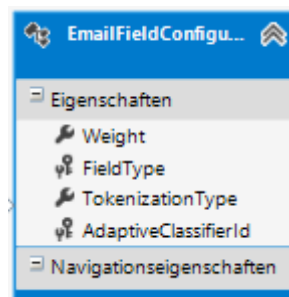 EmailFieldConfigu...
Eigenschaften
Weight
FieldType
TokenizationType
AdaptiveClassifierId
Navigationseigenschaften